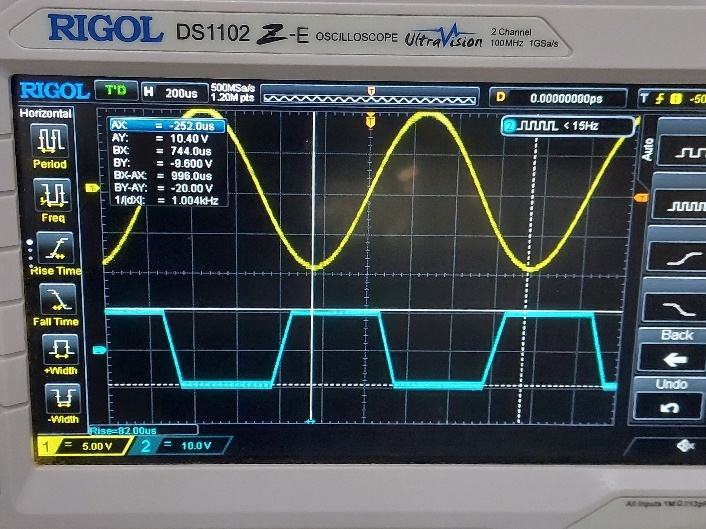 RIGOL DS1102 Z-E OSCILLOSCOPE UltraVision 2 Channel
100MHz 1GSa/s
RIGOL T'D H 200us 500MSa/s
1.20M pts
D 0.00000000ps T 1 -50
Horizontal
Period
Freq
Rise Time
Fall Time
+Width
-Width
AX: = -252.0us
AY: = 10.40 V
BX: = 744.0us
BY: = -9.600 V
BX-AX: = 996.0us
BY-AY: = -20.00 V
1/|dX|: = 1.004kHz
2 < 15Hz
Auto
Back
Undo
Rise=82.00us
1 = 5.00 V 2 = 10.0 V